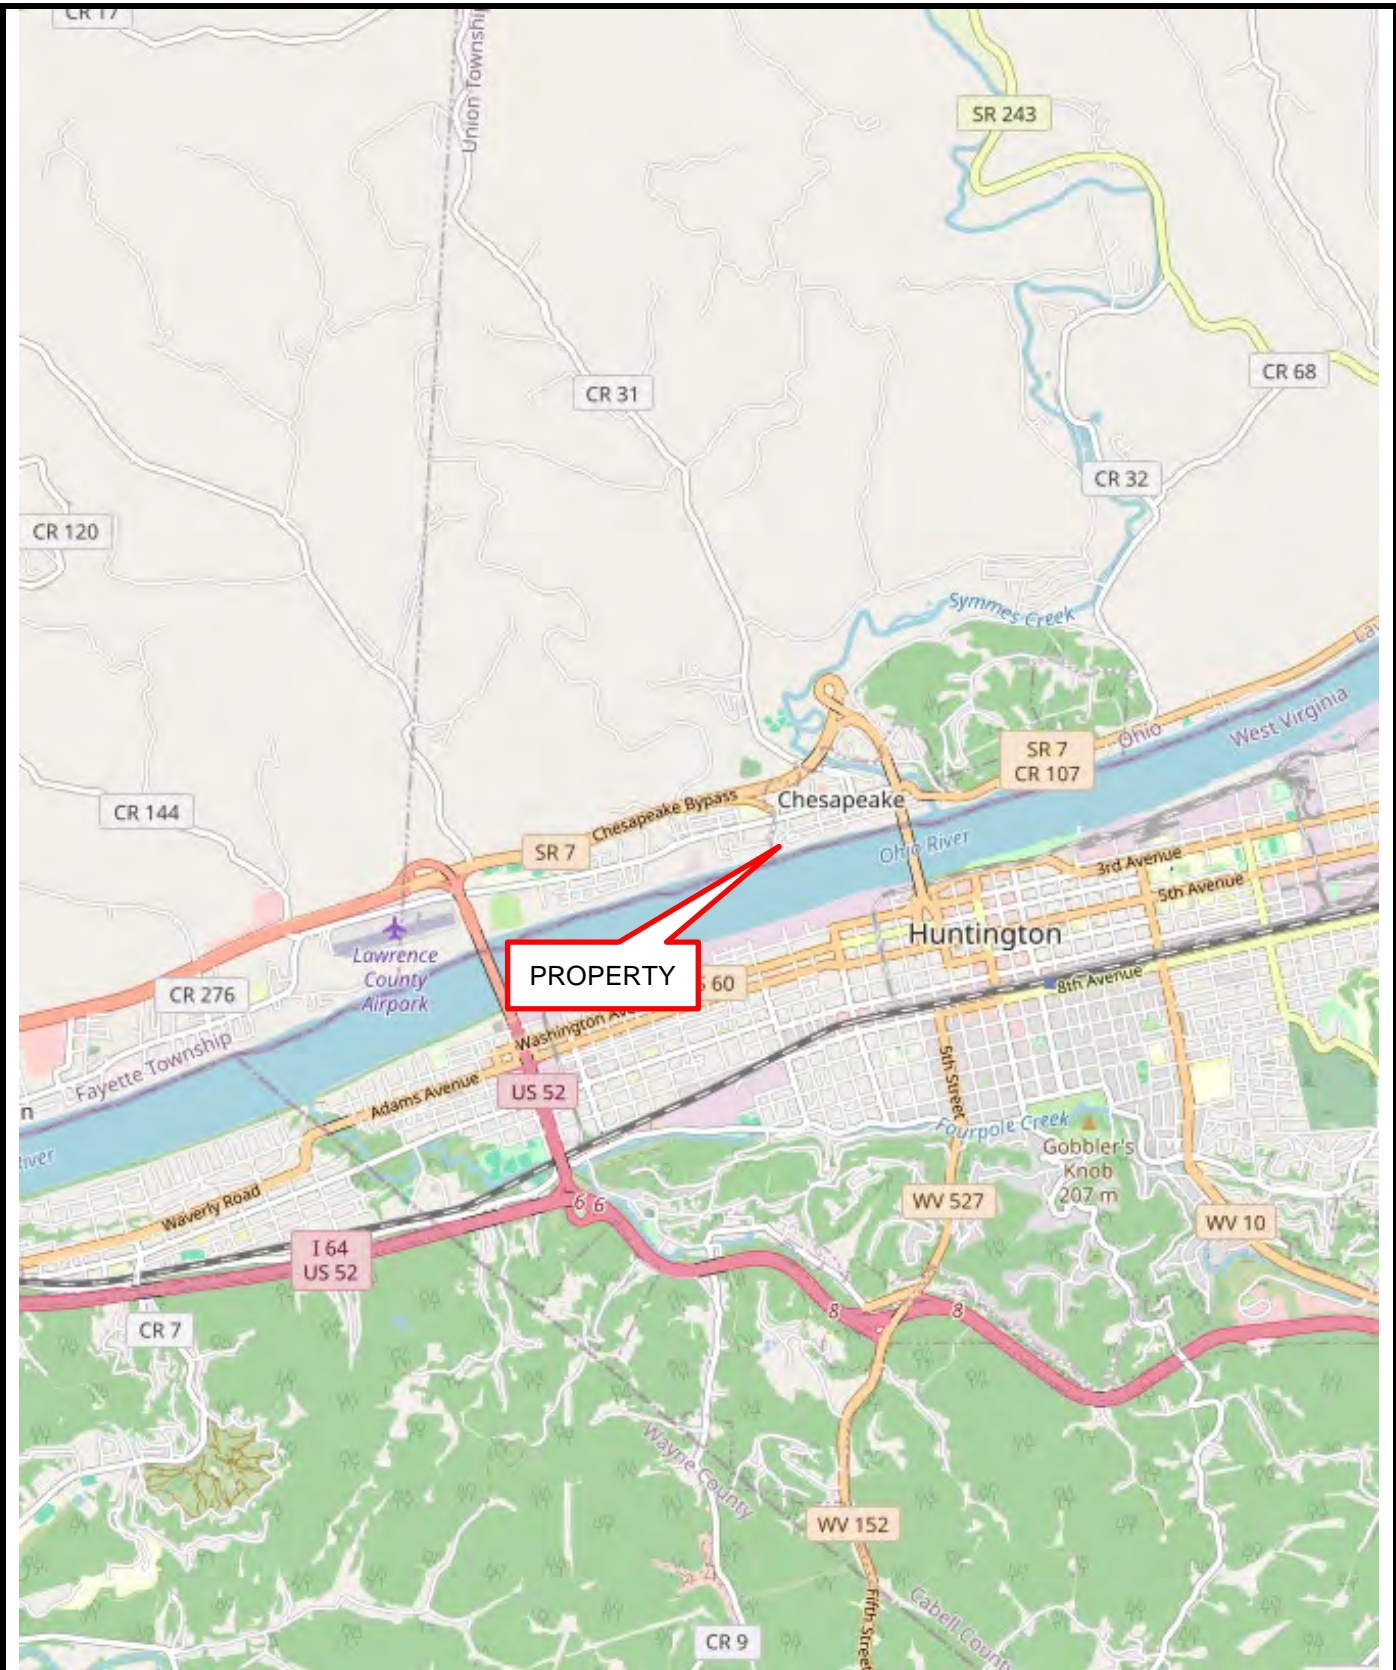 CR 17
Union Township
SR 243
CR 31
CR 68
CR 32
CR 120
Symmes Creek
Ohio
West Virginia
SR 7
CR 107
CR 144
Chesapeake Bypass
Chesapeake
SR 7
Ohio River
3rd Avenue
5th Avenue
Huntington
Lawrence
County
Airpark
PROPERTY
60
CR 276
8th Avenue
Washington
Fayette Township
Adams Avenue
US 52
5th Street
Fourpole Creek
Gobbler's
Knob
207 m
Waverly Road
6 6
WV 527
WV 10
I 64
US 52
8
8
CR 7
Wayne County
WV 152
Cabell County
Fifth Street
CR 9